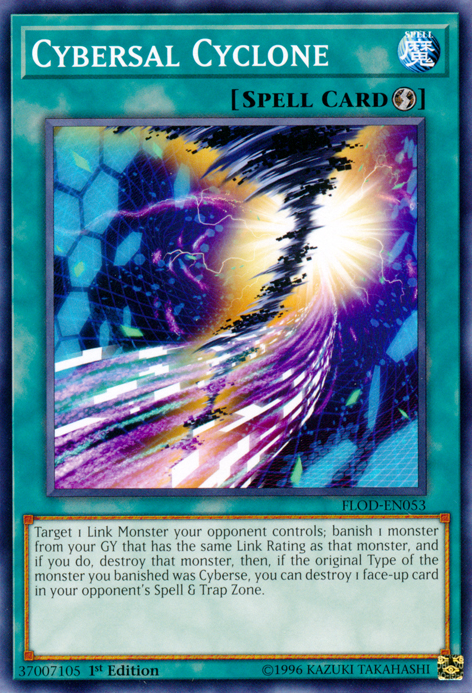 CYBERSAL CYCLONE
SPELL
魔
[SPELL CARD]
FLOD-EN053
Target 1 Link Monster your opponent controls; banish 1 monster
from your GY that has the same Link Rating as that monster, and
if you do, destroy that monster, then, if the original Type of the
monster you banished was Cyberse, you can destroy 1 face-up card
in your opponent's Spell & Trap Zone.
37007105 1st Edition ©1996 KAZUKI TAKAHASHI